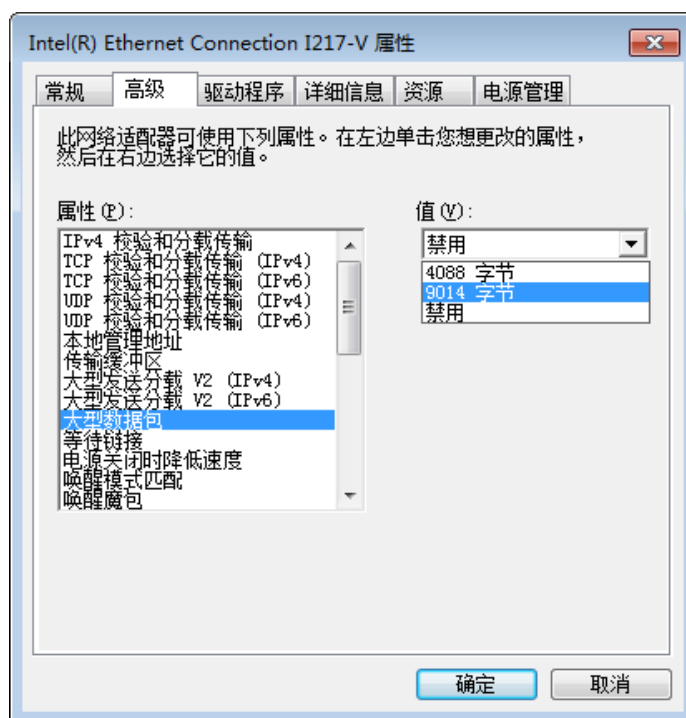 Intel(R) Ethernet Connection I217-V 属性
常规 高级 驱动程序 详细信息 资源 电源管理
此网络适配器可使用下列属性。在左边单击您想更改的属性，
然后在右边选择它的值。
属性(P):
IPv4 校验和分载传输
TCP 校验和分载传输 (IPv4)
TCP 校验和分载传输 (IPv6)
UDP 校验和分载传输 (IPv4)
UDP 校验和分载传输 (IPv6)
本地管理地址
传输缓冲区
大型发送分载 V2 (IPv4)
大型发送分载 V2 (IPv6)
大型数据包
等待链接
电源关闭时降低速度
唤醒模式匹配
唤醒魔包
值(V):
禁用
4088 字节
9014 字节
禁用
确定 取消